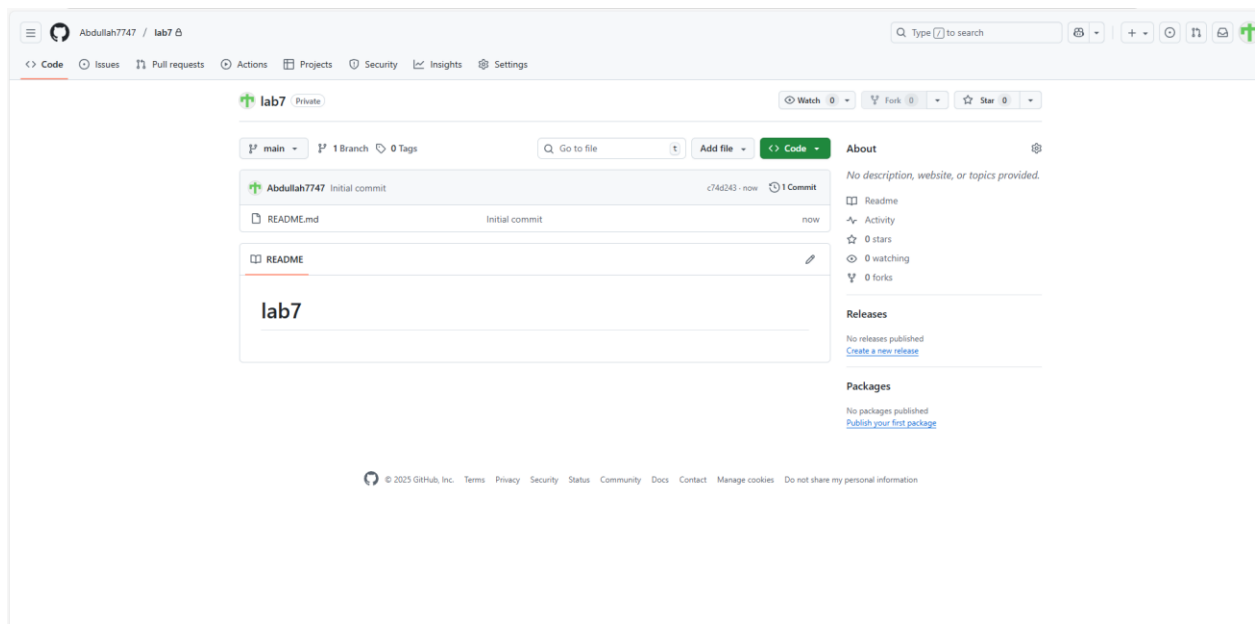 Abdullah7747 / lab7
Type / to search
Code Issues Pull requests Actions Projects Security Insights Settings
lab7 Private
Watch 0 Fork 0 Star 0
main 1 Branch 0 Tags Go to file t Add file Code
Abdullah7747 Initial commit c74d243 · now 1 Commit
README.md Initial commit now
README
lab7
About
No description, website, or topics provided.
Readme
Activity
0 stars
0 watching
0 forks
Releases
No releases published
Create a new release
Packages
No packages published
Publish your first package
© 2025 GitHub, Inc. Terms Privacy Security Status Community Docs Contact Manage cookies Do not share my personal information